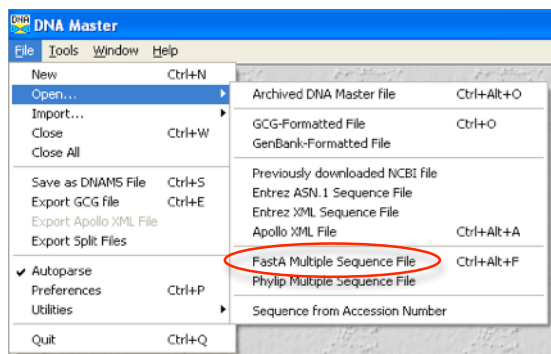 DNA DNA Master
File Tools Window Help
New Ctrl+N
Open...
Import...
Close Ctrl+W
Close All
Save as DNAM5 File Ctrl+S
Export GCG file Ctrl+E
Export Apollo XML File
Export Split Files
Autoparse
Preferences Ctrl+P
Utilities
Quit Ctrl+Q
Archived DNA Master file Ctrl+Alt+O
GCG-Formatted File Ctrl+O
GenBank-Formatted File
Previously downloaded NCBI file
Entrez ASN.1 Sequence File
Entrez XML Sequence File
Apollo XML File Ctrl+Alt+A
FastA Multiple Sequence File Ctrl+Alt+F
Phylip Multiple Sequence File
Sequence from Accession Number